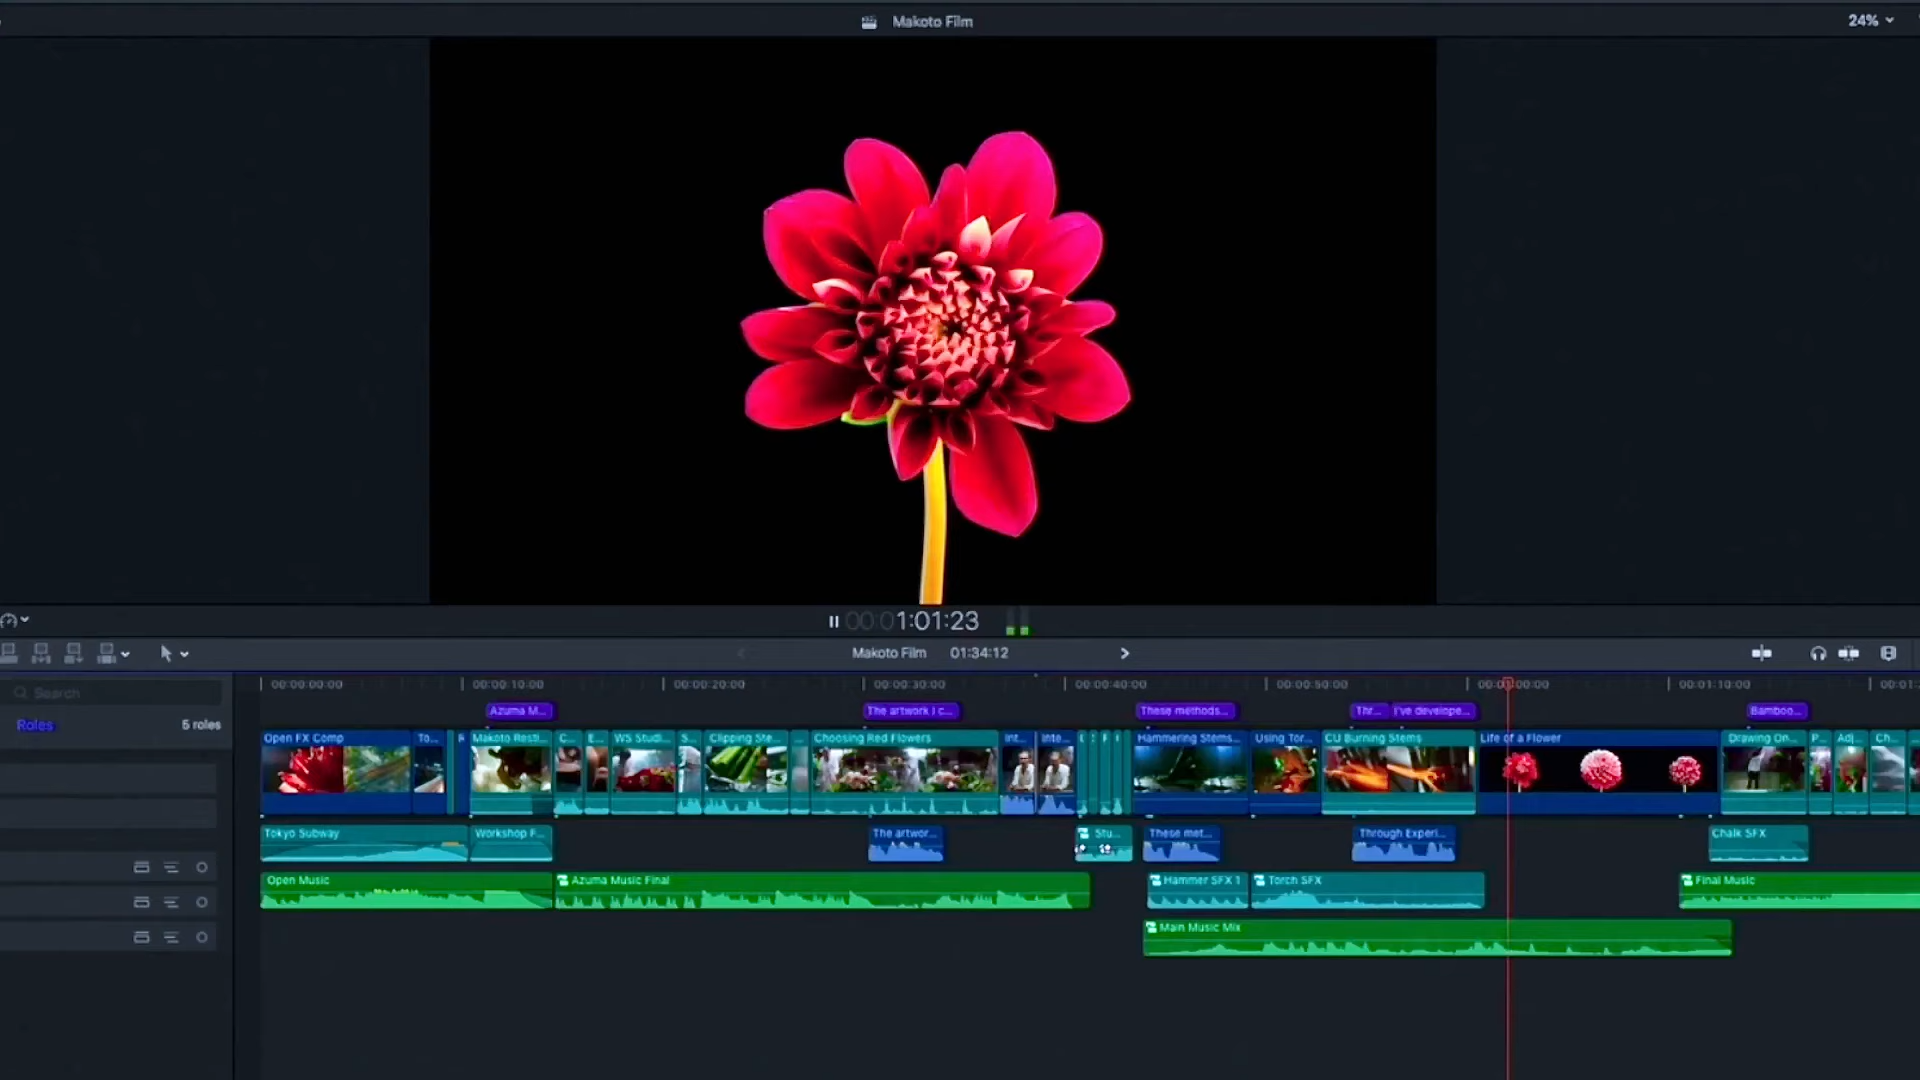 Makoto Film
24%
00:01:01:23
Makoto Film 01:34:12
Search
00:00:00:00 00:00:10:00 00:00:20:00 00:00:30:00 00:00:40:00 00:00:50:00 00:01:00:00 00:01:10:00
Roles 5 roles
Azuma M... The artwork I c... These methods... Thr... I've develope... Bamboo...
Open FX Comp To... Makoto Resti... C... E... WS Studi... S... Clipping Ste... Choosing Red Flowers Int... Inte... Hammering Stems... Using Tor... CU Burning Stems Life of a Flower Drawing On... P... Adj... Ch...
Tokyo Subway Workshop F... The artwor... Stu... These met... Through Experi... Chalk SFX
Open Music Azuma Music Final Hammer SFX 1 Torch SFX Final Music
Main Music Mix